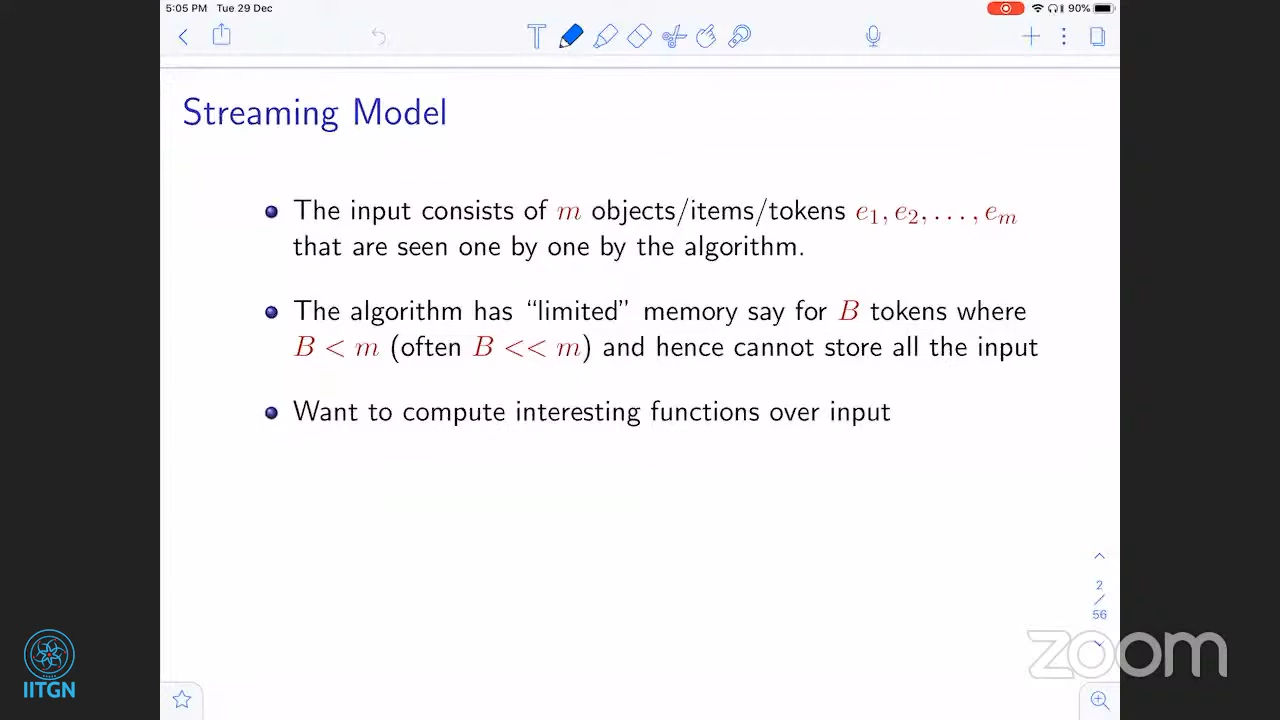 5:05 PM Tue 29 Dec
90%
Streaming Model
The input consists of m objects/items/tokens e₁, e₂, . . . , eₘ
that are seen one by one by the algorithm.
The algorithm has “limited” memory say for B tokens where
B < m (often B << m) and hence cannot store all the input
Want to compute interesting functions over input
2
/
56
zoom
IITGN